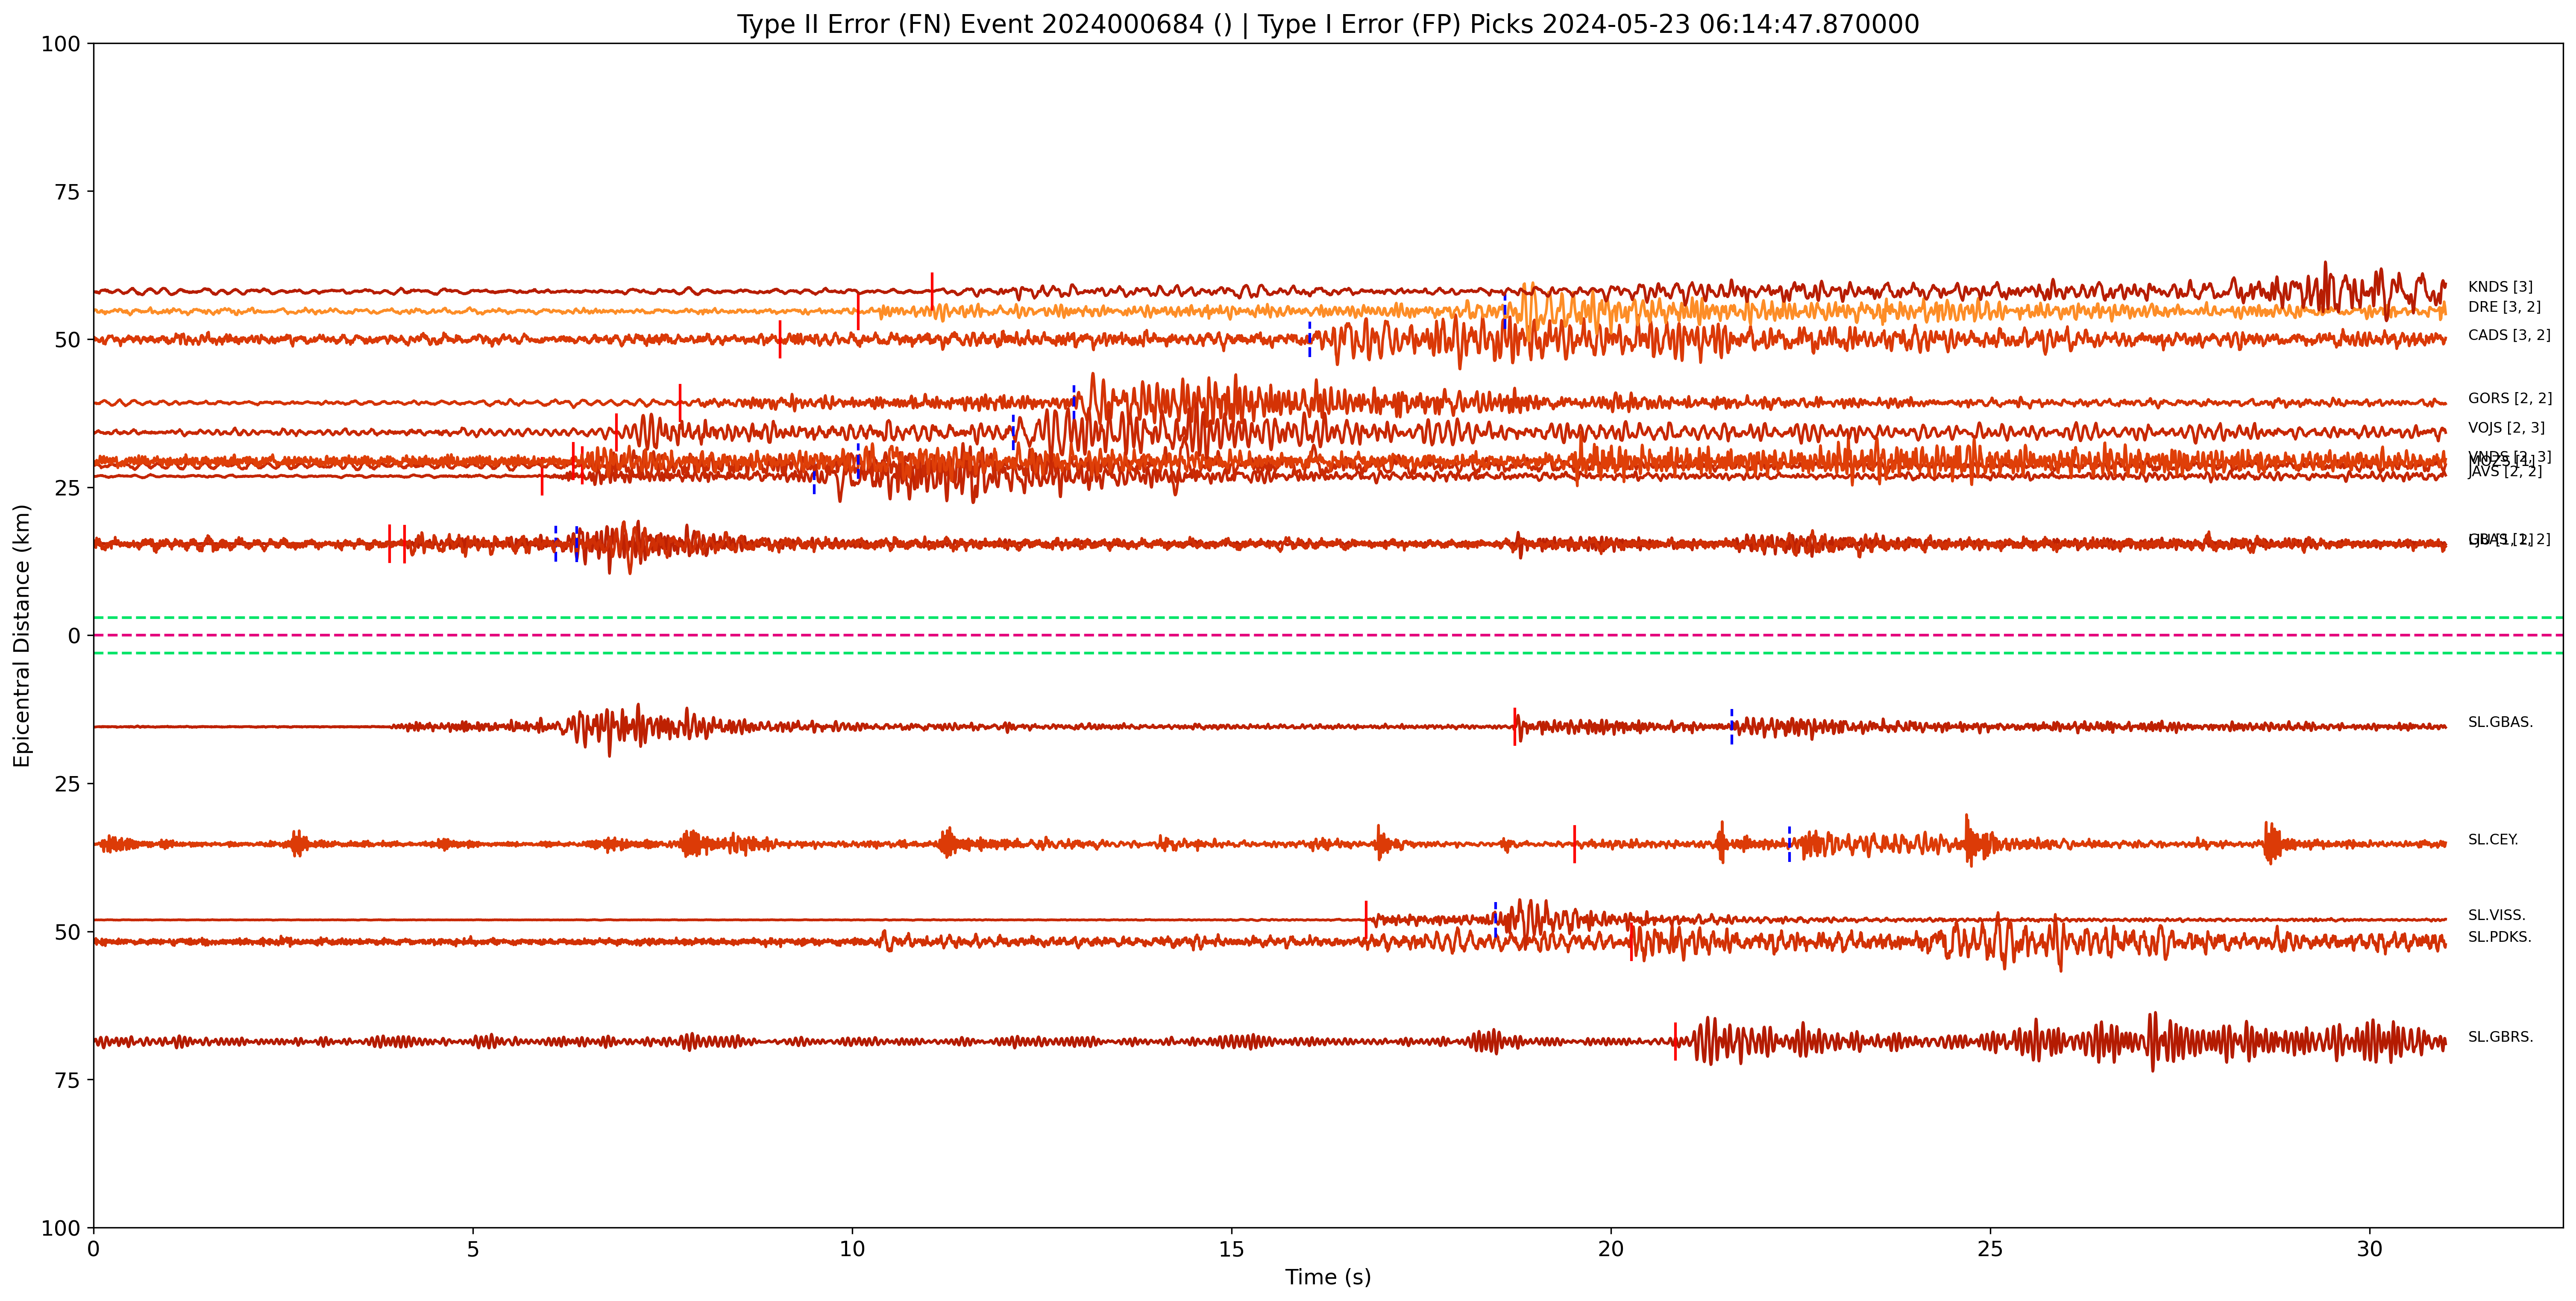 Type II Error (FN) Event 2024000684 () | Type I Error (FP) Picks 2024-05-23 06:14:47.870000
100
75
50
25
0
25
50
75
100
Epicentral Distance (km)
KNDS [3]
DRE [3, 2]
CADS [3, 2]
GORS [2, 2]
VOJS [2, 3]
VNDS [2, 3]
JAVS [2, 2]
SL.GBAS.
SL.CEY.
SL.VISS.
SL.PDKS.
SL.GBRS.
0 5 10 15 20 25 30
Time (s)